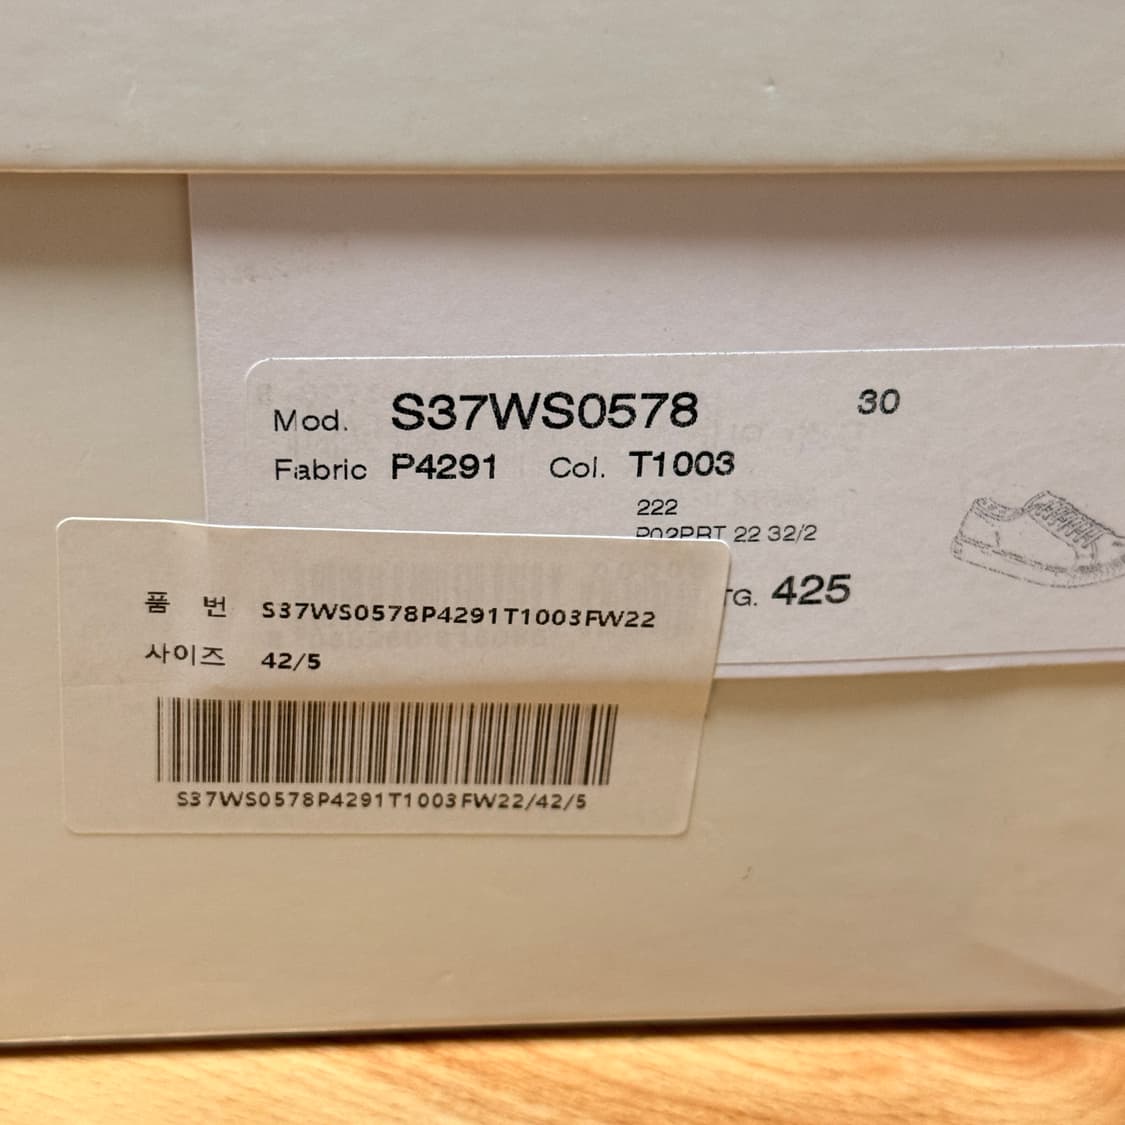 Mod. S37WS0578 30
Fabric P4291 Col. T1003
222
P02PBT 22 32/2
TG. 425
품 번 S37WS0578P4291T1003FW22
사이즈 42/5
S37WS0578P4291T1003FW22/42/5